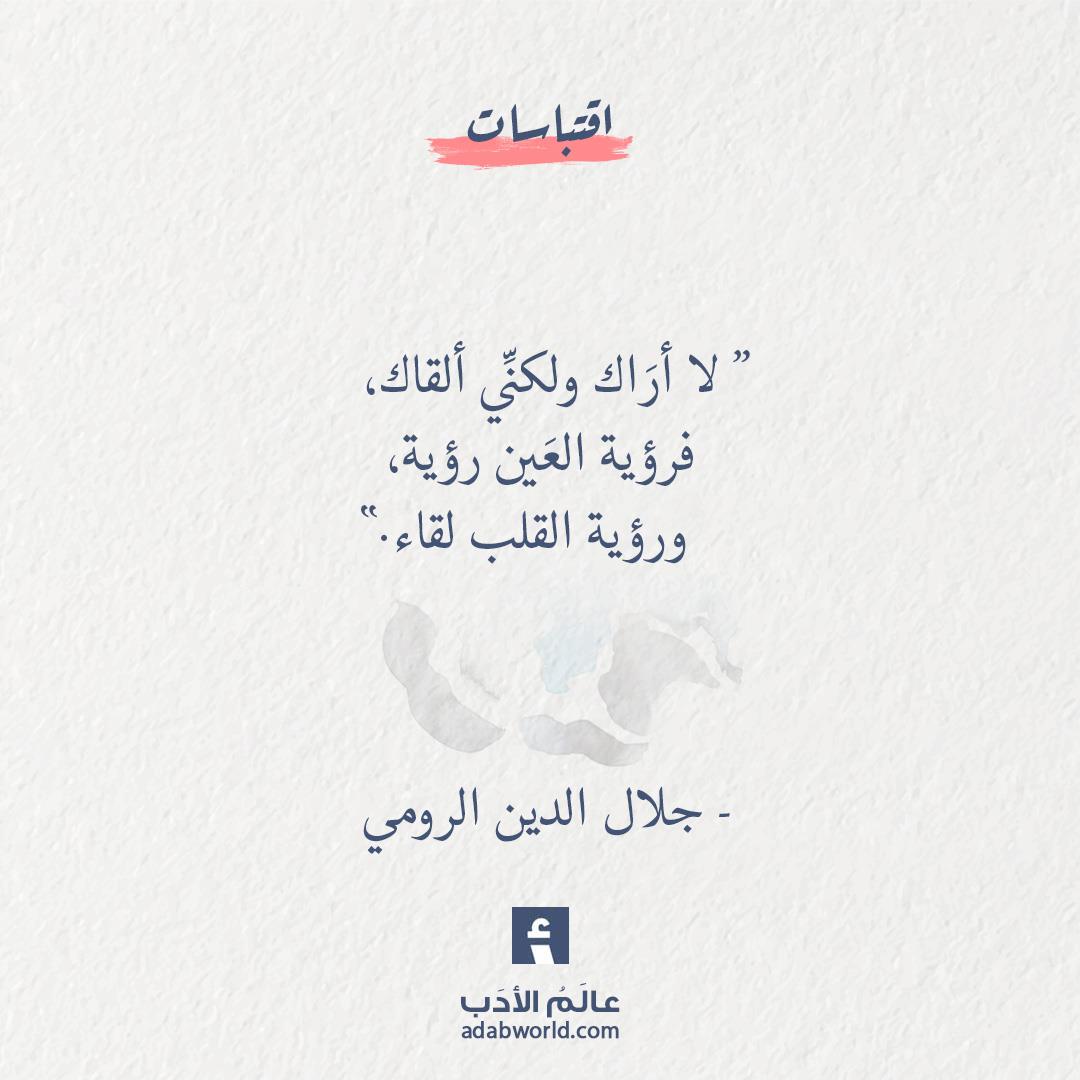 اقتباسات
” لا أرَاك ولكنِّي ألقاك،
فرؤية العَين رؤية،
ورؤية القلب لقاء.“
- جلال الدين الرومي
أ
عالَمُ الأدَب
adabworld.com